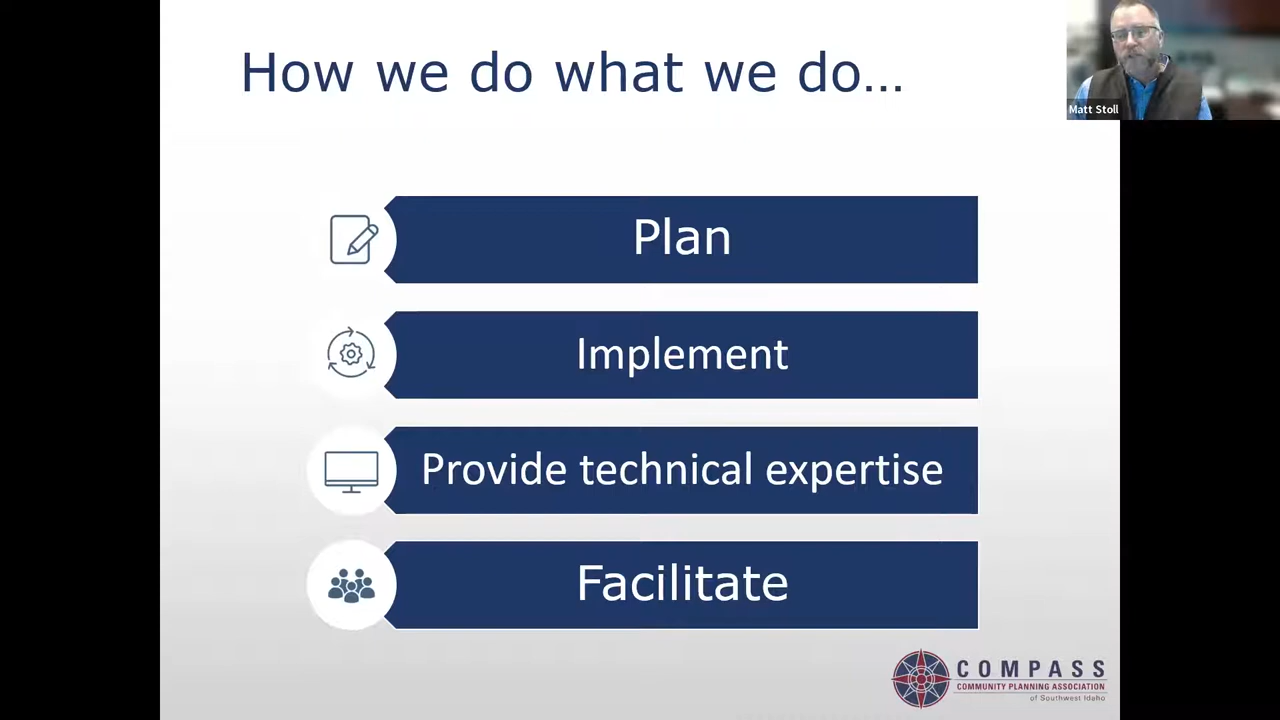 How we do what we do…
Matt Stoll
Plan
Implement
Provide technical expertise
Facilitate
COMPASS
COMMUNITY PLANNING ASSOCIATION
of Southwest Idaho